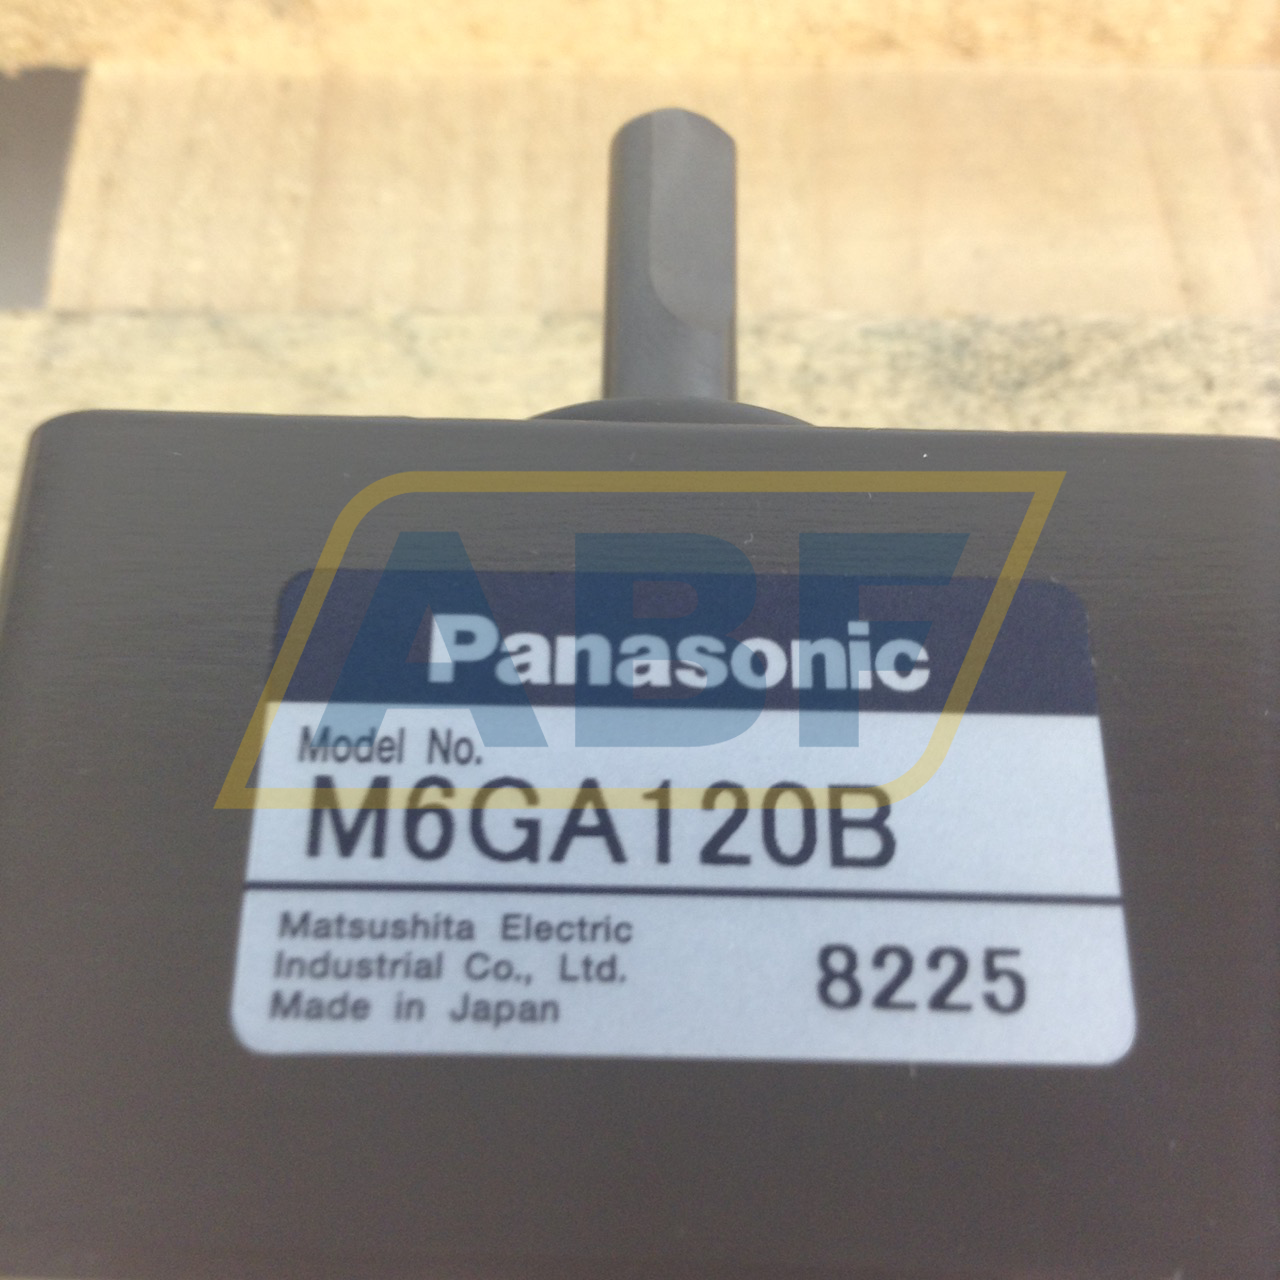 ABF
Panasonic
Model No.
M6GA120B
Matsushita Electric
Industrial Co., Ltd.
Made in Japan
8225